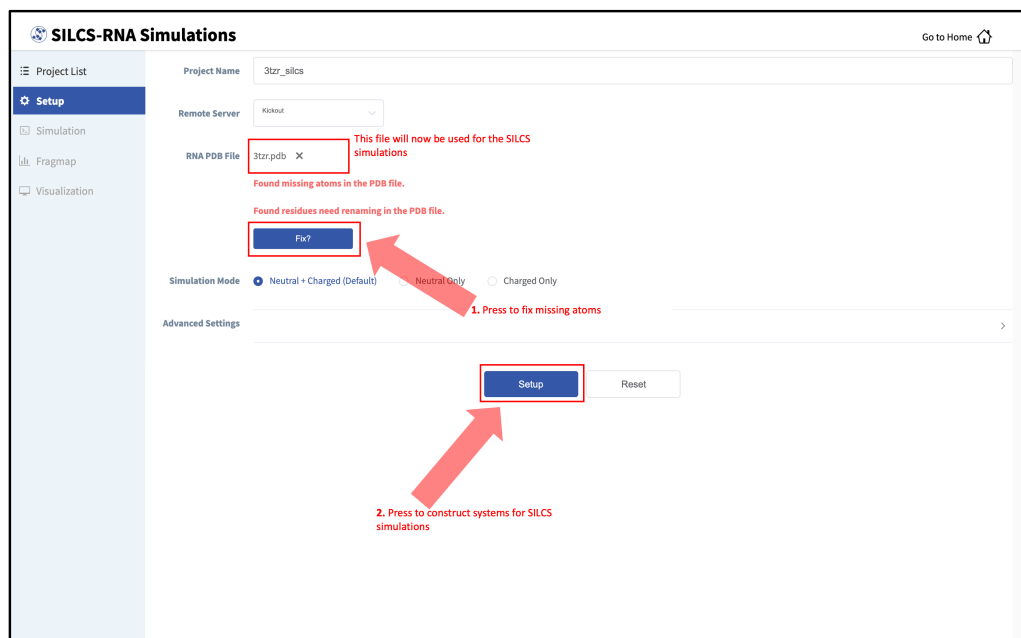 SILCS-RNA Simulations
Go to Home
Project List
Setup
Simulation
Fragmap
Visualization
Project Name
3tzr_silcs
Remote Server
Kickout
RNA PDB File
3tzr.pdb ✕
This file will now be used for the SILCS
simulations
Found missing atoms in the PDB file.
Found residues need renaming in the PDB file.
Fix?
Simulation Mode
Neutral + Charged (Default)
Neutral Only
Charged Only
1. Press to fix missing atoms
Advanced Settings
Setup
Reset
2. Press to construct systems for SILCS
simulations